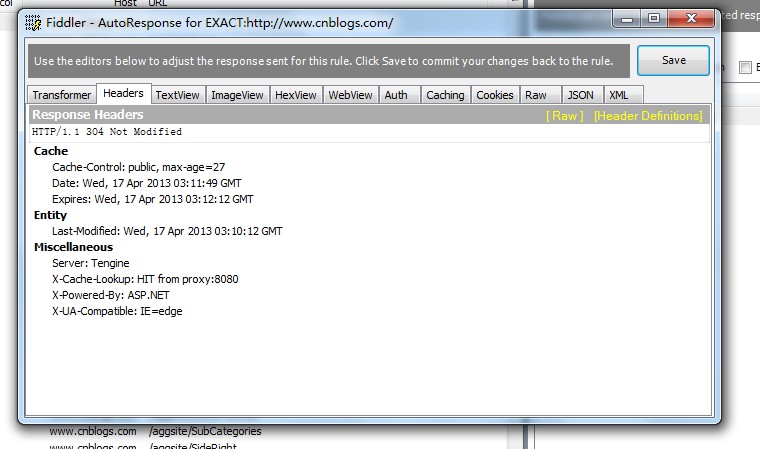 Host URL
Fiddler - AutoResponse for EXACT:http://www.cnblogs.com/
Use the editors below to adjust the response sent for this rule. Click Save to commit your changes back to the rule.
Save
Transformer Headers TextView ImageView HexView WebView Auth Caching Cookies Raw JSON XML
Response Headers [ Raw ] [Header Definitions]
HTTP/1.1 304 Not Modified
Cache
Cache-Control: public, max-age=27
Date: Wed, 17 Apr 2013 03:11:49 GMT
Expires: Wed, 17 Apr 2013 03:12:12 GMT
Entity
Last-Modified: Wed, 17 Apr 2013 03:10:12 GMT
Miscellaneous
Server: Tengine
X-Cache-Lookup: HIT from proxy:8080
X-Powered-By: ASP.NET
X-UA-Compatible: IE=edge
www.cnblogs.com /aggsite/SubCategories
www.cnblogs.com /aggsite/SideRight